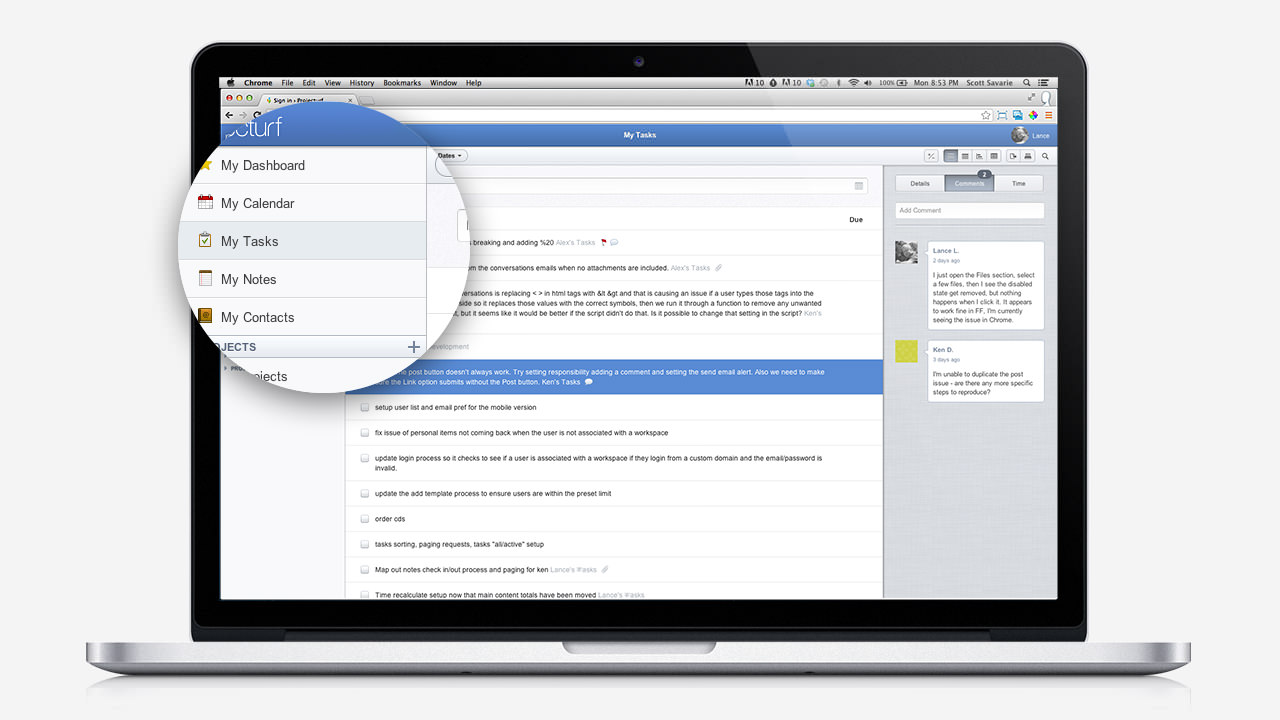 Chrome File Edit View History Bookmarks Window Help 10 10 100% Mon 8:53 PM Scott Savarie
Sign in › Projecturf
cturf
My Tasks
Lance
My Dashboard
My Calendar
My Tasks
My Notes
My Contacts
JECTS +
ojects
Dates
Due
breaking and adding %20 Alex's Tasks
om the conversations emails when no attachments are included. Alex's Tasks
versations is replacing < > in html tags with &lt &gt and that is causing an issue if a user types those tags into the
side so it replaces those values with the correct symbols, then we run it through a function to remove any unwanted
t, but it seems like it would be better if the script didn't do that. Is it possible to change that setting in the script? Ken's
evelopment
he post button doesn't always work. Try setting responsibility adding a comment and setting the send email alert. Also we need to make
ure the Link option submits without the Post button. Ken's Tasks
setup user list and email pref for the mobile version
fix issue of personal items not coming back when the user is not associated with a workspace
update login process so it checks to see if a user is associated with a workspace if they login from a custom domain and the email/password is
invalid.
update the add template process to ensure users are within the preset limit
order cds
tasks sorting, paging requests, tasks "all/active" setup
Map out notes check in/out process and paging for ken Lance's #!asks
Time recalculate setup now that main content totals have been moved Lance's #!asks
Details Comments 2 Time
Add Comment
Lance L.
2 days ago
I just open the Files section, select
a few files, then I see the disabled
state get removed, but nothing
happens when I click it. It appears
to work fine in FF, I'm currently
seeing the issue in Chrome.
Ken D.
3 days ago
I'm unable to duplicate the post
issue - are there any more specific
steps to reproduce?